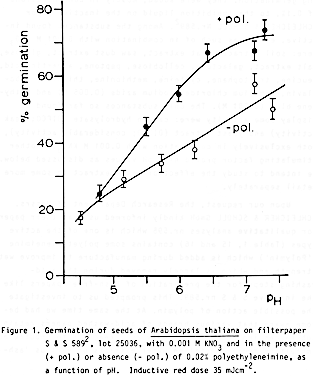 80
60
40
20
0
% germination
+ pol.
- pol.
5
6
7
pH
Figure 1. Germination of seeds of Arabidopsis thaliana on filterpaper
S & S 589², lot 25036, with 0.001 M KNO₃ and in the presence
(+ pol.) or absence (- pol.) of 0.02% polyethyleneimine, as
a function of pH. Inductive red dose 35 mJcm⁻².